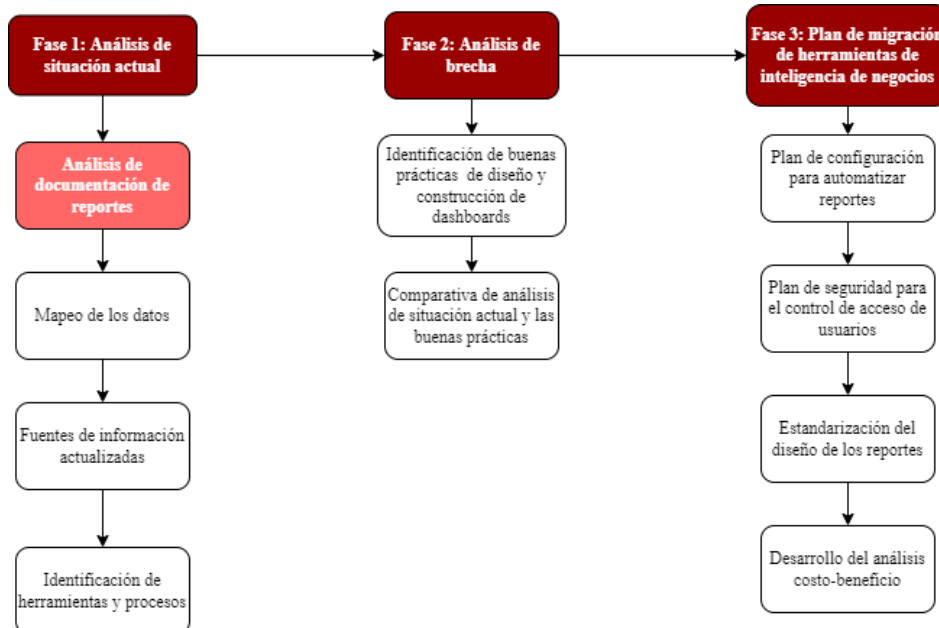 Fase 1: Análisis de
situación actual
Análisis de
documentación de
reportes
Mapeo de los datos
Fuentes de información
actualizadas
Identificación de
herramientas y procesos
Fase 2: Análisis de
brecha
Identificación de buenas
prácticas de diseño y
construcción de
dashboards
Comparativa de análisis
de situación actual y las
buenas prácticas
Fase 3: Plan de migración
de herramientas de
inteligencia de negocios
Plan de configuración
para automatizar
reportes
Plan de seguridad para
el control de acceso de
usuarios
Estandarización del
diseño de los reportes
Desarrollo del análisis
costo-beneficio